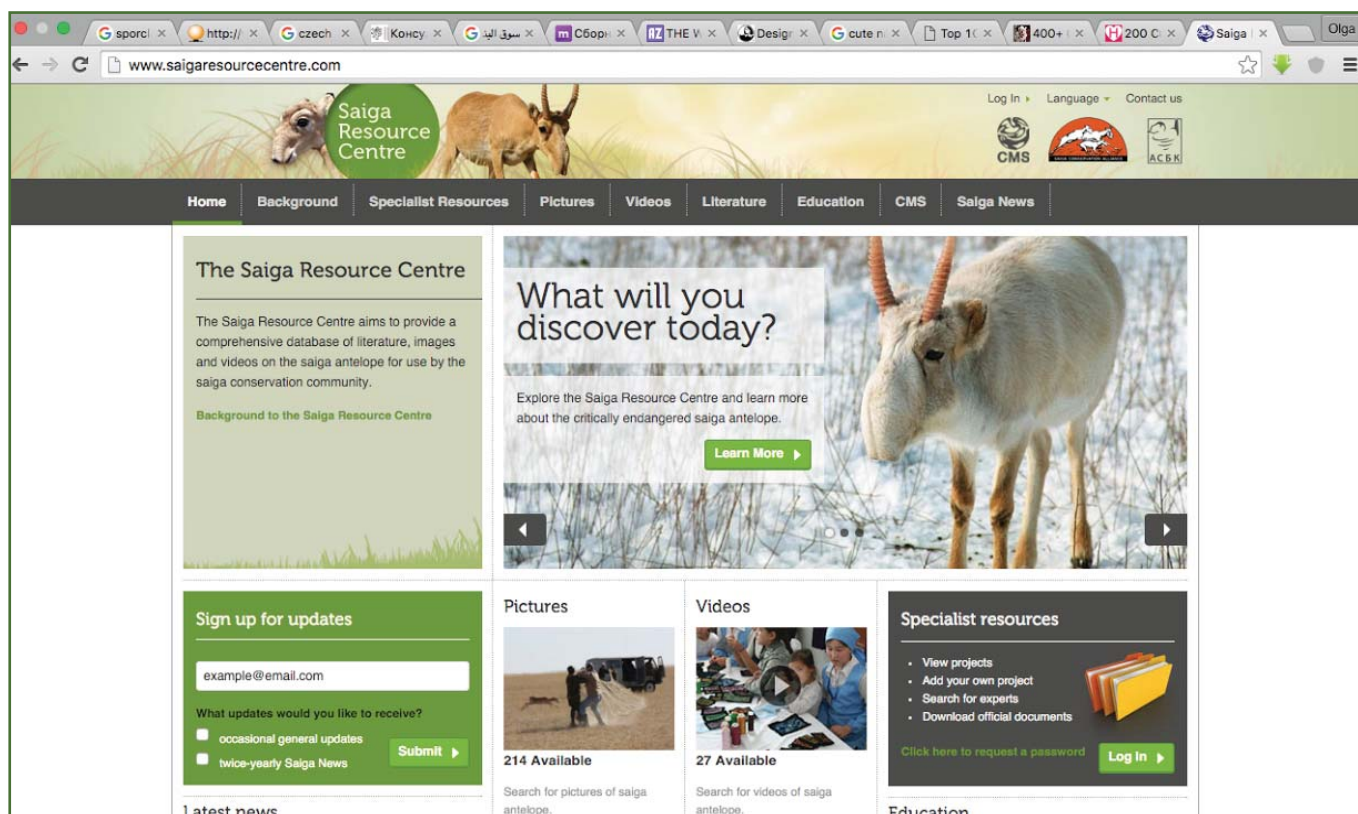 sporcl
http://
czech
Консу
سوق اليد
Сбор
THE
Desigr
cute n
Top 1
400+
200 C
Saiga
Olga
www.saigaresourcecentre.com
Saiga
Resource
Centre
Log In Language Contact us
CMS
SAIGA CONSERVATION ALLIANCE
АСБК
Home Background Specialist Resources Pictures Videos Literature Education CMS Saiga News
The Saiga Resource Centre
The Saiga Resource Centre aims to provide a
comprehensive database of literature, images
and videos on the saiga antelope for use by the
saiga conservation community.
Background to the Saiga Resource Centre
What will you
discover today?
Explore the Saiga Resource Centre and learn more
about the critically endangered saiga antelope.
Learn More
Sign up for updates
example@email.com
What updates would you like to receive?
occasional general updates
twice-yearly Saiga News
Submit
Pictures
214 Available
Search for pictures of saiga
antelope.
Videos
27 Available
Search for videos of saiga
antelope.
Specialist resources
• View projects
• Add your own project
• Search for experts
• Download official documents
Click here to request a password
Log In
Latest news
Education